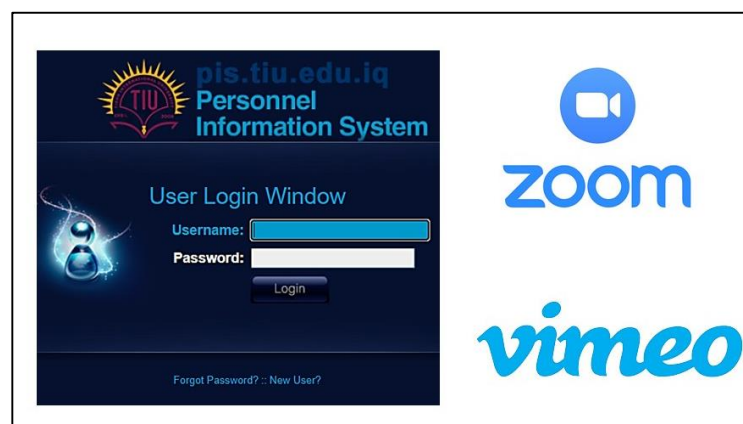 pis.tiu.edu.iq
TIU
Personnel
Information System
User Login Window
Username:
Password:
Login
Forgot Password? :: New User?
zoom
vimeo